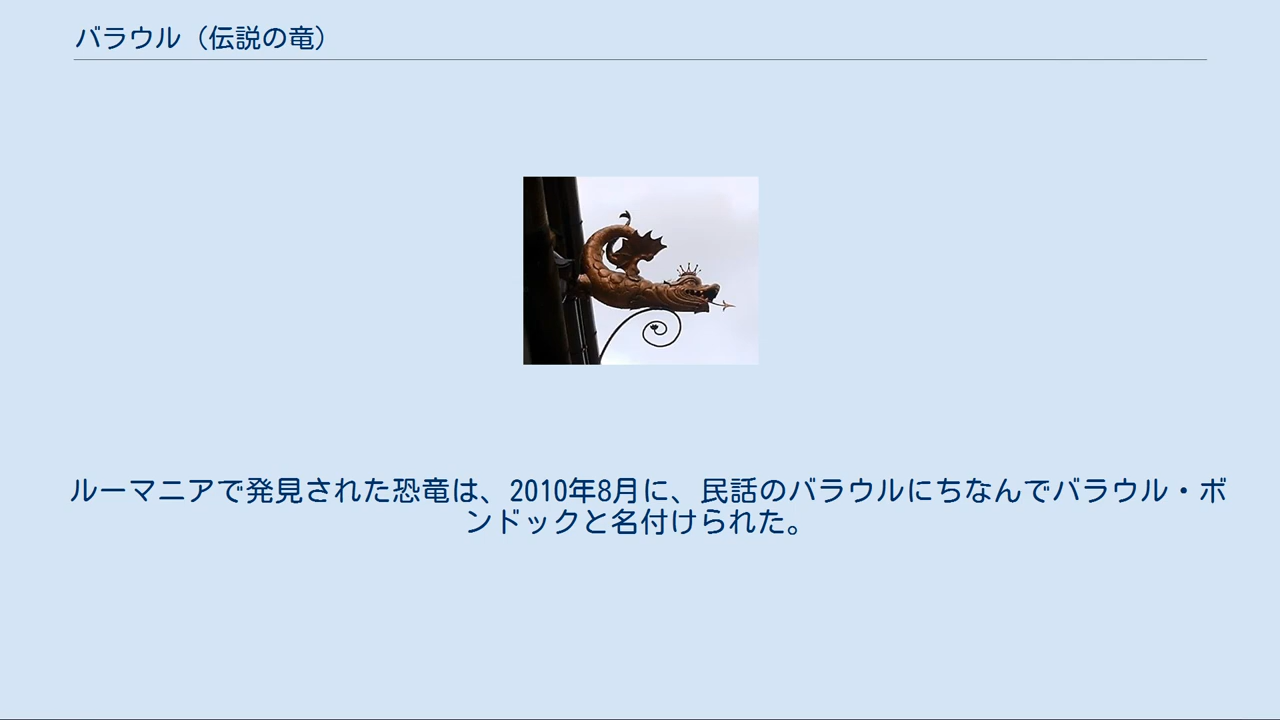 バラウル（伝説の竜）
ルーマニアで発見された恐竜は、2010年8月に、民話のバラウルにちなんでバラウル・ボ
ンドックと名付けられた。